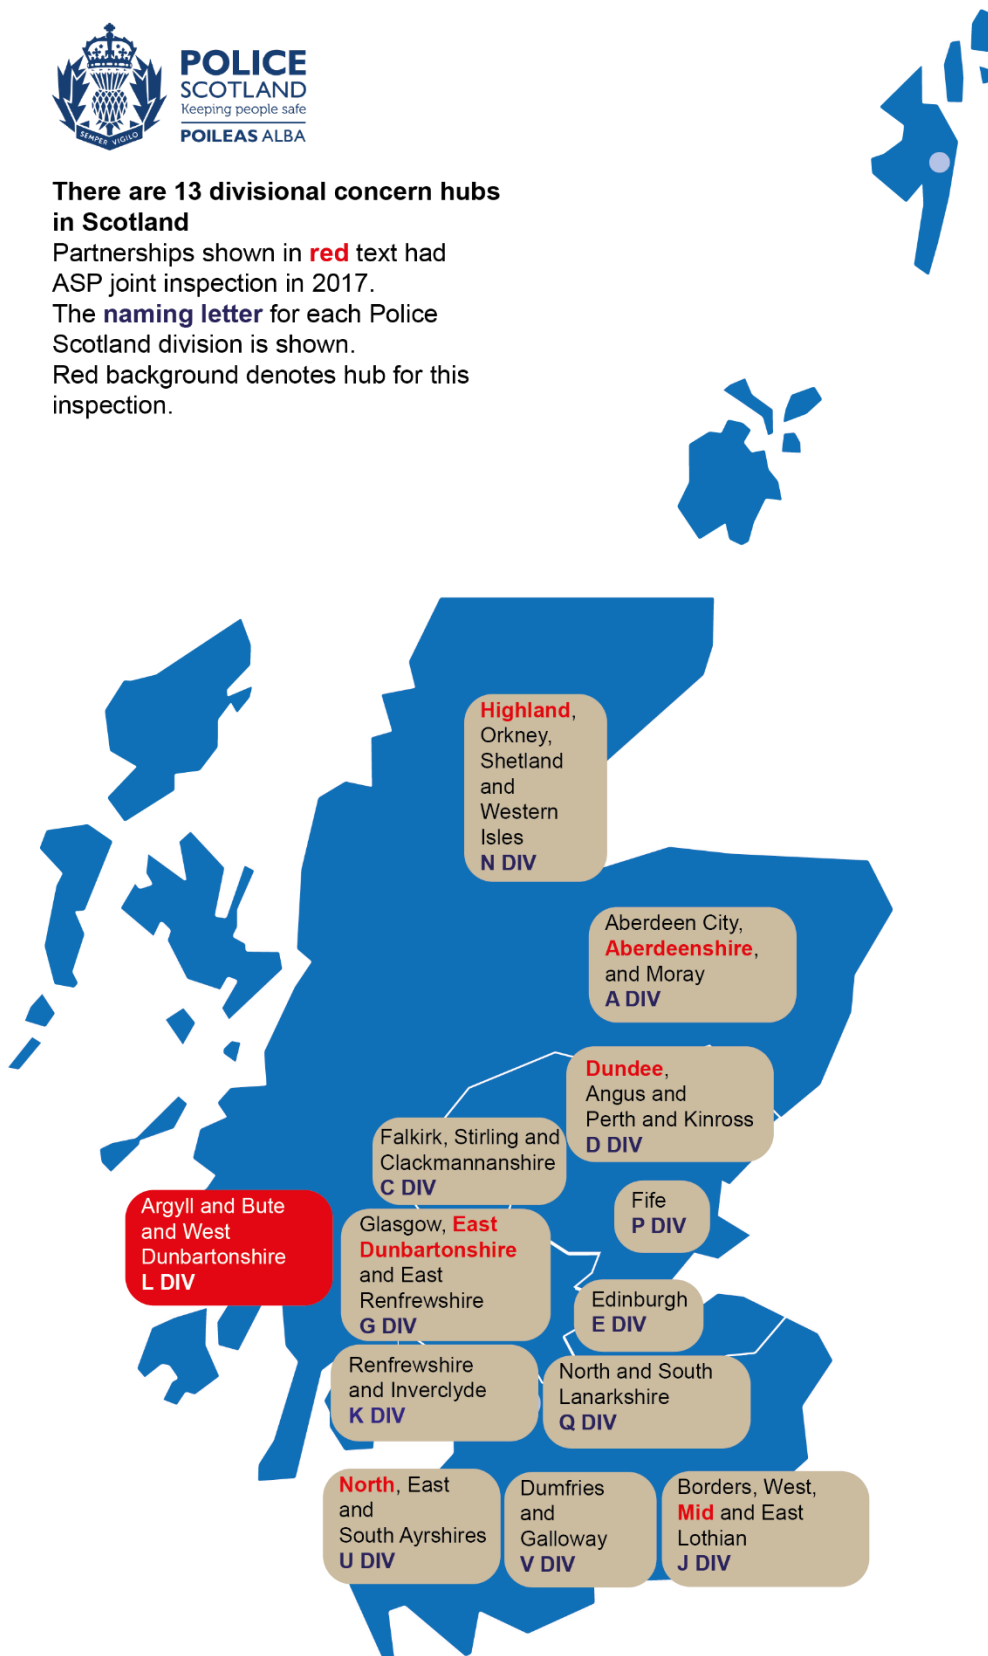 POLICE
SCOTLAND
Keeping people safe
POILEAS ALBA
SEMPER VIGILO
There are 13 divisional concern hubs
in Scotland
Partnerships shown in red text had
ASP joint inspection in 2017.
The naming letter for each Police
Scotland division is shown.
Red background denotes hub for this
inspection.
Highland,
Orkney,
Shetland
and
Western
Isles
N DIV
Aberdeen City,
Aberdeenshire,
and Moray
A DIV
Dundee,
Angus and
Perth and Kinross
D DIV
Falkirk, Stirling and
Clackmannanshire
C DIV
Fife
P DIV
Argyll and Bute
and West
Dunbartonshire
L DIV
Glasgow, East
Dunbartonshire
and East
Renfrewshire
G DIV
Edinburgh
E DIV
Renfrewshire
and Inverclyde
K DIV
North and South
Lanarkshire
Q DIV
North, East
and
South Ayrshires
U DIV
Dumfries
and
Galloway
V DIV
Borders, West,
Mid and East
Lothian
J DIV